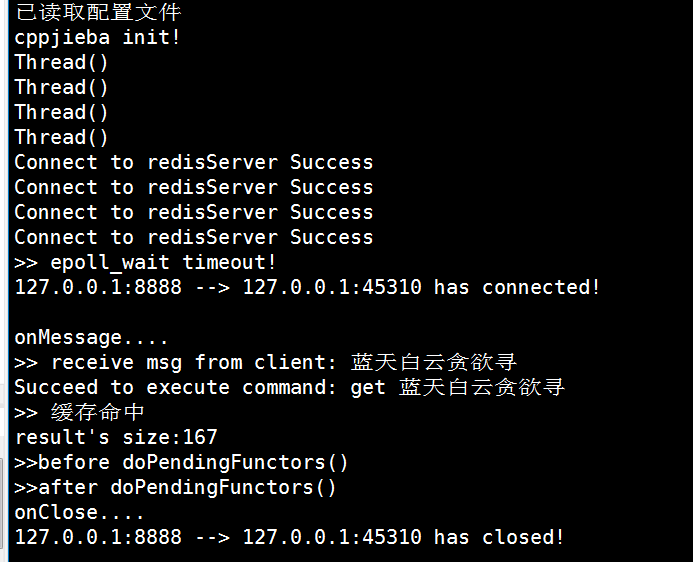 已读取配置文件
cppjieba init!
Thread()
Thread()
Thread()
Thread()
Connect to redisServer Success
Connect to redisServer Success
Connect to redisServer Success
Connect to redisServer Success
>> epoll_wait timeout!
127.0.0.1:8888 --> 127.0.0.1:45310 has connected!
onMessage....
>> receive msg from client: 蓝天白云贪欲寻
Succeed to execute command: get 蓝天白云贪欲寻
>> 缓存命中
result's size:167
>>before doPendingFunctors()
>>after doPendingFunctors()
onClose....
127.0.0.1:8888 --> 127.0.0.1:45310 has closed!